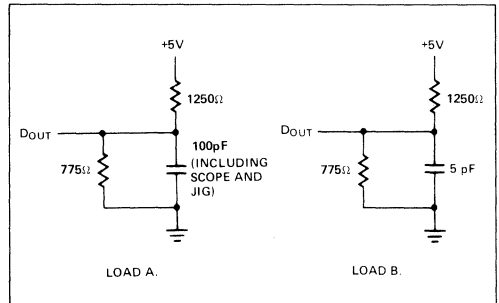 +5V
1250Ω
DOUT
100pF
(INCLUDING
SCOPE AND
JIG)
775Ω
LOAD A.
+5V
1250Ω
DOUT
775Ω
5 pF
LOAD B.